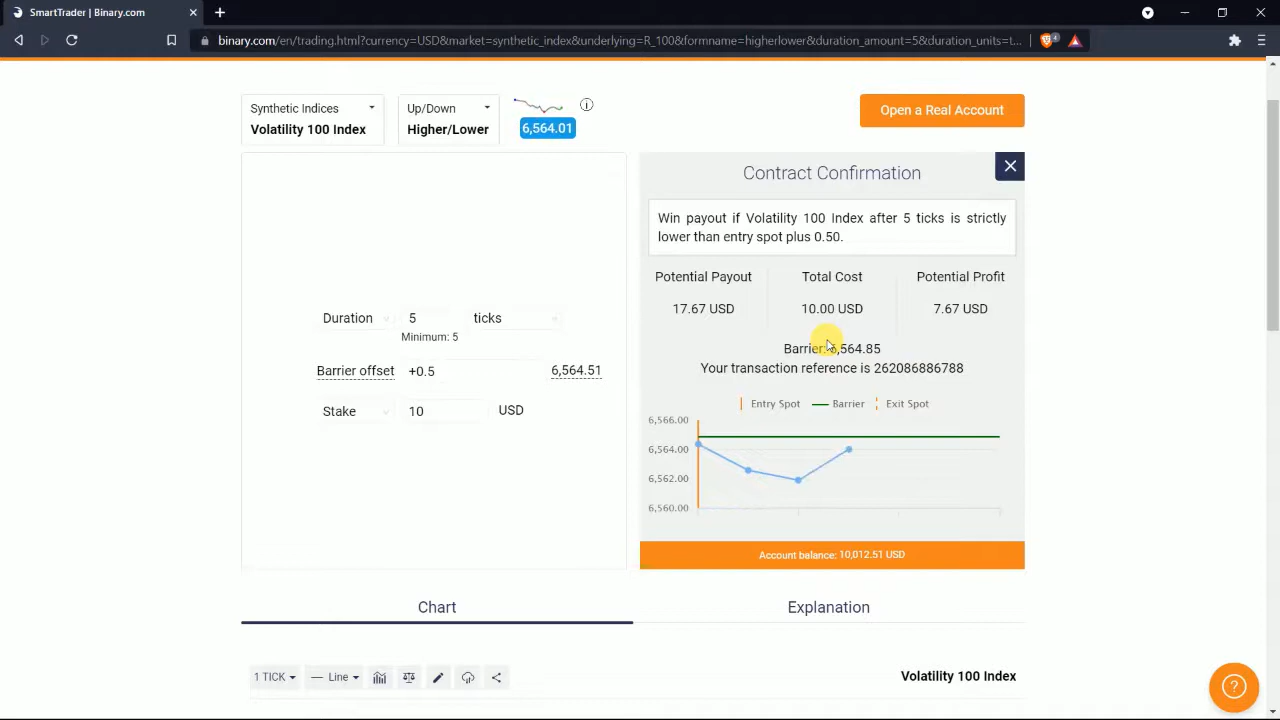 SmartTrader | Binary.com
binary.com/en/trading.html?currency=USD&market=synthetic_index&underlying=R_100&formname=higherlower&duration_amount=5&duration_units=t...
4
Synthetic Indices
Volatility 100 Index
Up/Down
Higher/Lower
6,564.01
Open a Real Account
Contract Confirmation
Win payout if Volatility 100 Index after 5 ticks is strictly
lower than entry spot plus 0.50.
Potential Payout
Total Cost
Potential Profit
17.67 USD
10.00 USD
7.67 USD
Duration
5
ticks
Minimum: 5
Barrier offset
+0.5
6,564.51
Stake
10
USD
Barrier: 6,564.85
Your transaction reference is 262086886788
Entry Spot
Barrier
Exit Spot
6,566.00
6,564.00
6,562.00
6,560.00
Account balance: 10,012.51 USD
Chart
Explanation
1 TICK
Line
Volatility 100 Index